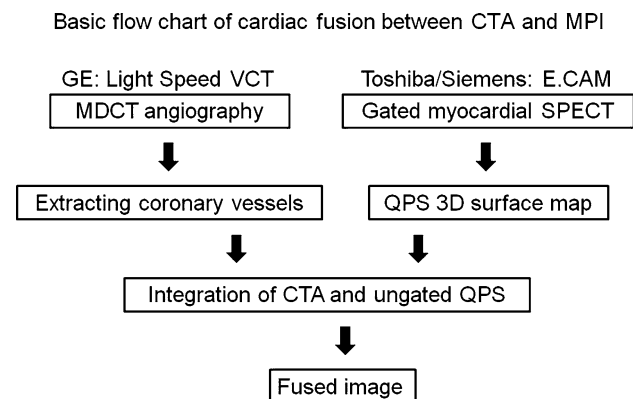 Basic flow chart of cardiac fusion between CTA and MPI
GE: Light Speed VCT
MDCT angiography
Toshiba/Siemens: E.CAM
Gated myocardial SPECT
Extracting coronary vessels
QPS 3D surface map
Integration of CTA and ungated QPS
Fused image